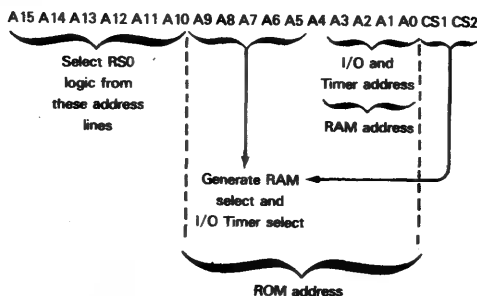 A15 A14 A13 A12 A11 A10 A9 A8 A7 A6 A5 A4 A3 A2 A1 A0 CS1 CS2
Select RS0
logic from
these address
lines
I/O and
Timer address
RAM address
Generate RAM
select and
I/O Timer select
ROM address